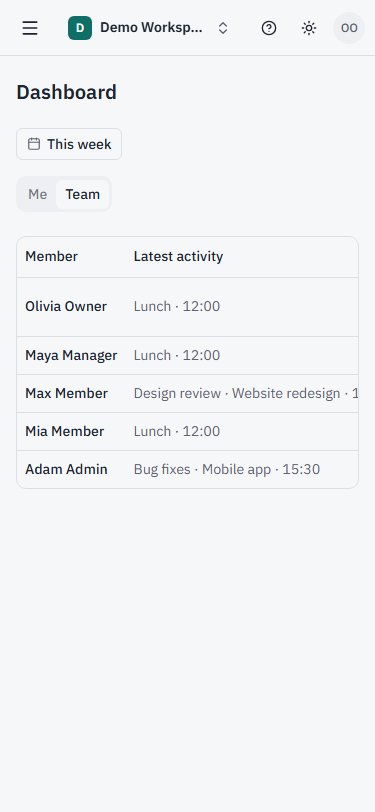 D Demo Worksp... OO
Dashboard
This week
Me Team
Member Latest activity
Olivia Owner Lunch · 12:00
Maya Manager Lunch · 12:00
Max Member Design review · Website redesign · 1
Mia Member Lunch · 12:00
Adam Admin Bug fixes · Mobile app · 15:30